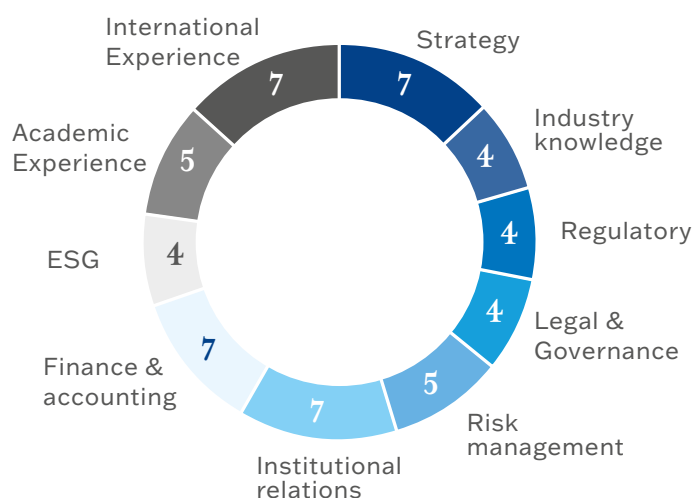 International
Experience
7
Strategy
7
Industry
knowledge
4
Regulatory
4
Legal &
Governance
4
Risk
management
5
Institutional
relations
7
Finance &
accounting
7
ESG
4
Academic
Experience
5